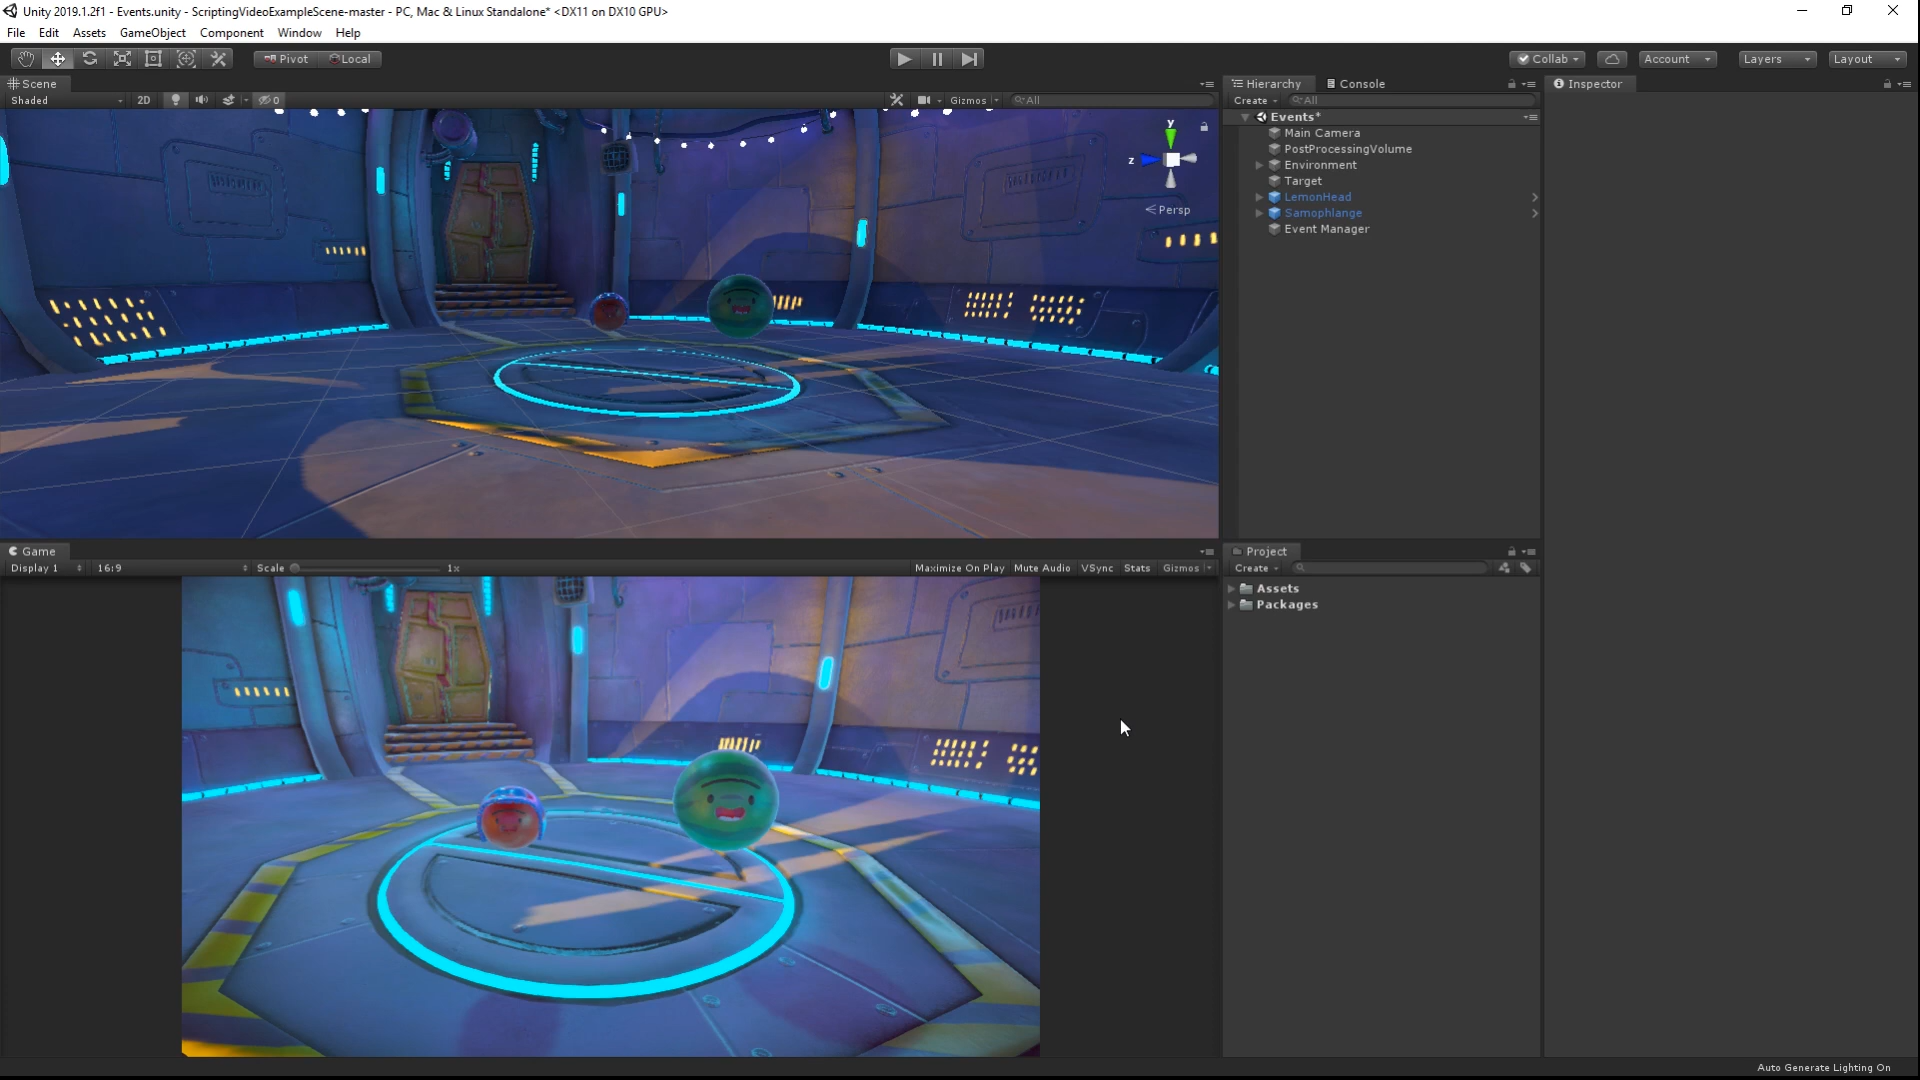 Unity 2019.1.2f1 - Events.unity - ScriptingVideoExampleScene-master - PC, Mac & Linux Standalone* <DX11 on DX10 GPU>
File Edit Assets GameObject Component Window Help
Pivot Local Collab Account Layers Layout
Scene
Shaded 2D 0 Gizmos All
y
z
Persp
Hierarchy Console
Create All
Events*
Main Camera
PostProcessingVolume
Environment
Target
LemonHead
Samophlange
Event Manager
Inspector
Game
Display 1 16:9 Scale 1x Maximize On Play Mute Audio VSync Stats Gizmos
Project
Create
Assets
Packages
Auto Generate Lighting On